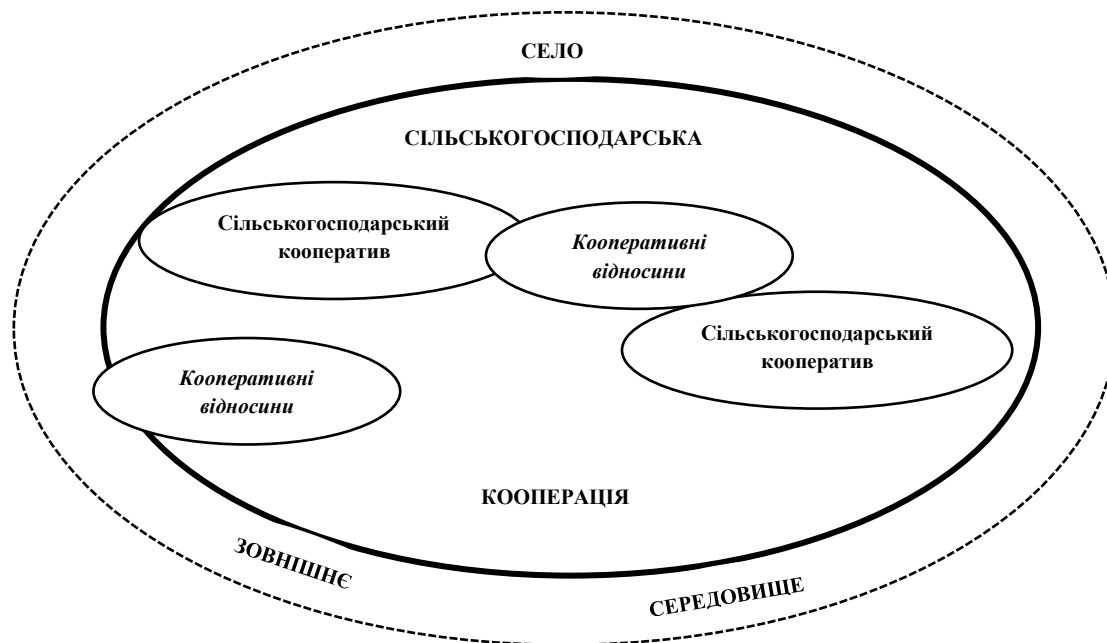 СЕЛО
СІЛЬСЬКОГОСПОДАРСЬКА
Сільськогосподарський
кооператив
Кооперативні
відносини
Сільськогосподарський
кооператив
Кооперативні
відносини
КООПЕРАЦІЯ
ЗОВНІШНЄ
СЕРЕДОВИЩЕ